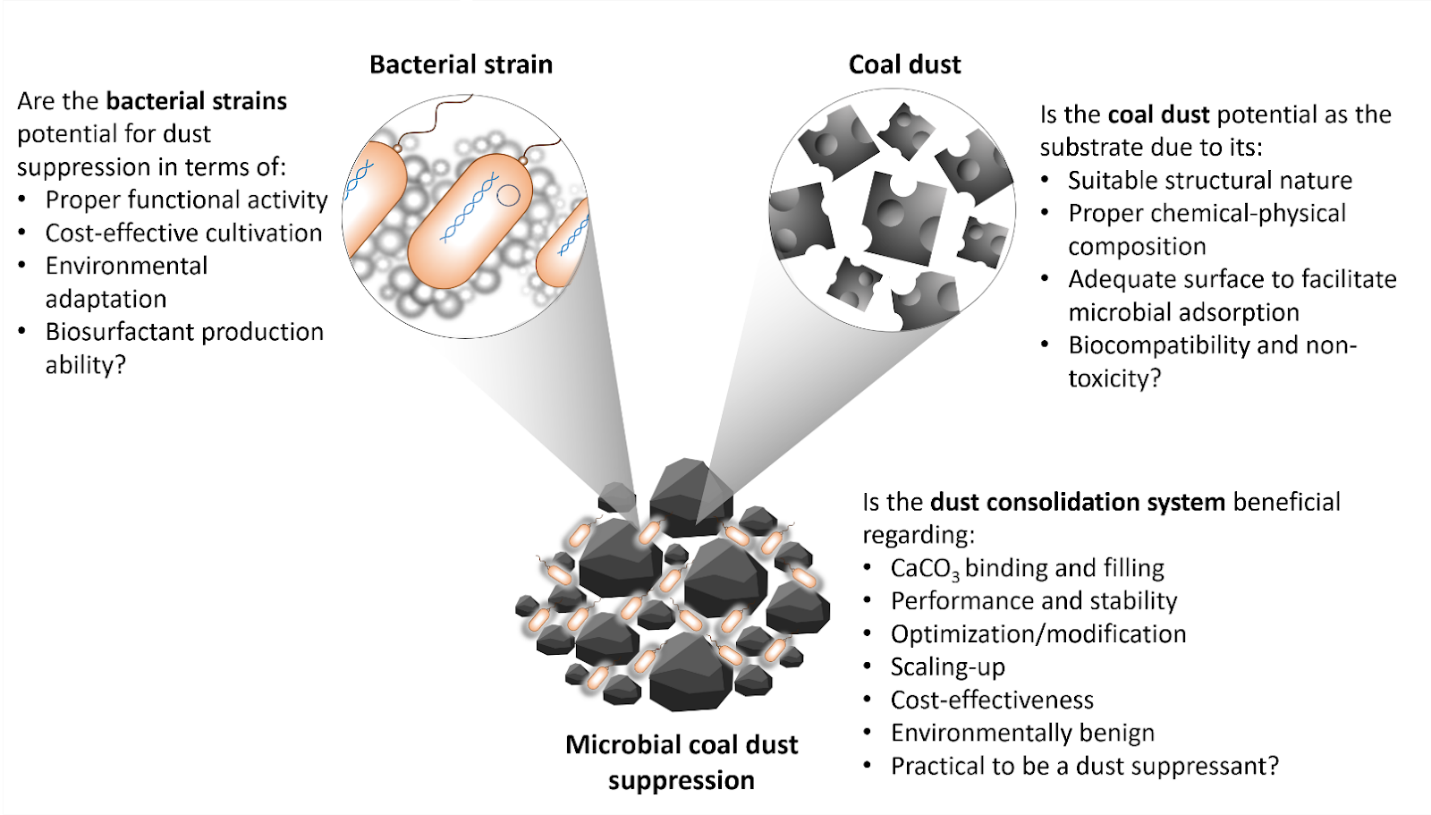 Bacterial strain
Are the bacterial strains
potential for dust
suppression in terms of:
• Proper functional activity
• Cost-effective cultivation
• Environmental
adaptation
• Biosurfactant production
ability?
Coal dust
Is the coal dust potential as the
substrate due to its:
• Suitable structural nature
• Proper chemical-physical
composition
• Adequate surface to facilitate
microbial adsorption
• Biocompatibility and non-
toxicity?
Microbial coal dust
suppression
Is the dust consolidation system beneficial
regarding:
• CaCO₃ binding and filling
• Performance and stability
• Optimization/modification
• Scaling-up
• Cost-effectiveness
• Environmentally benign
• Practical to be a dust suppressant?